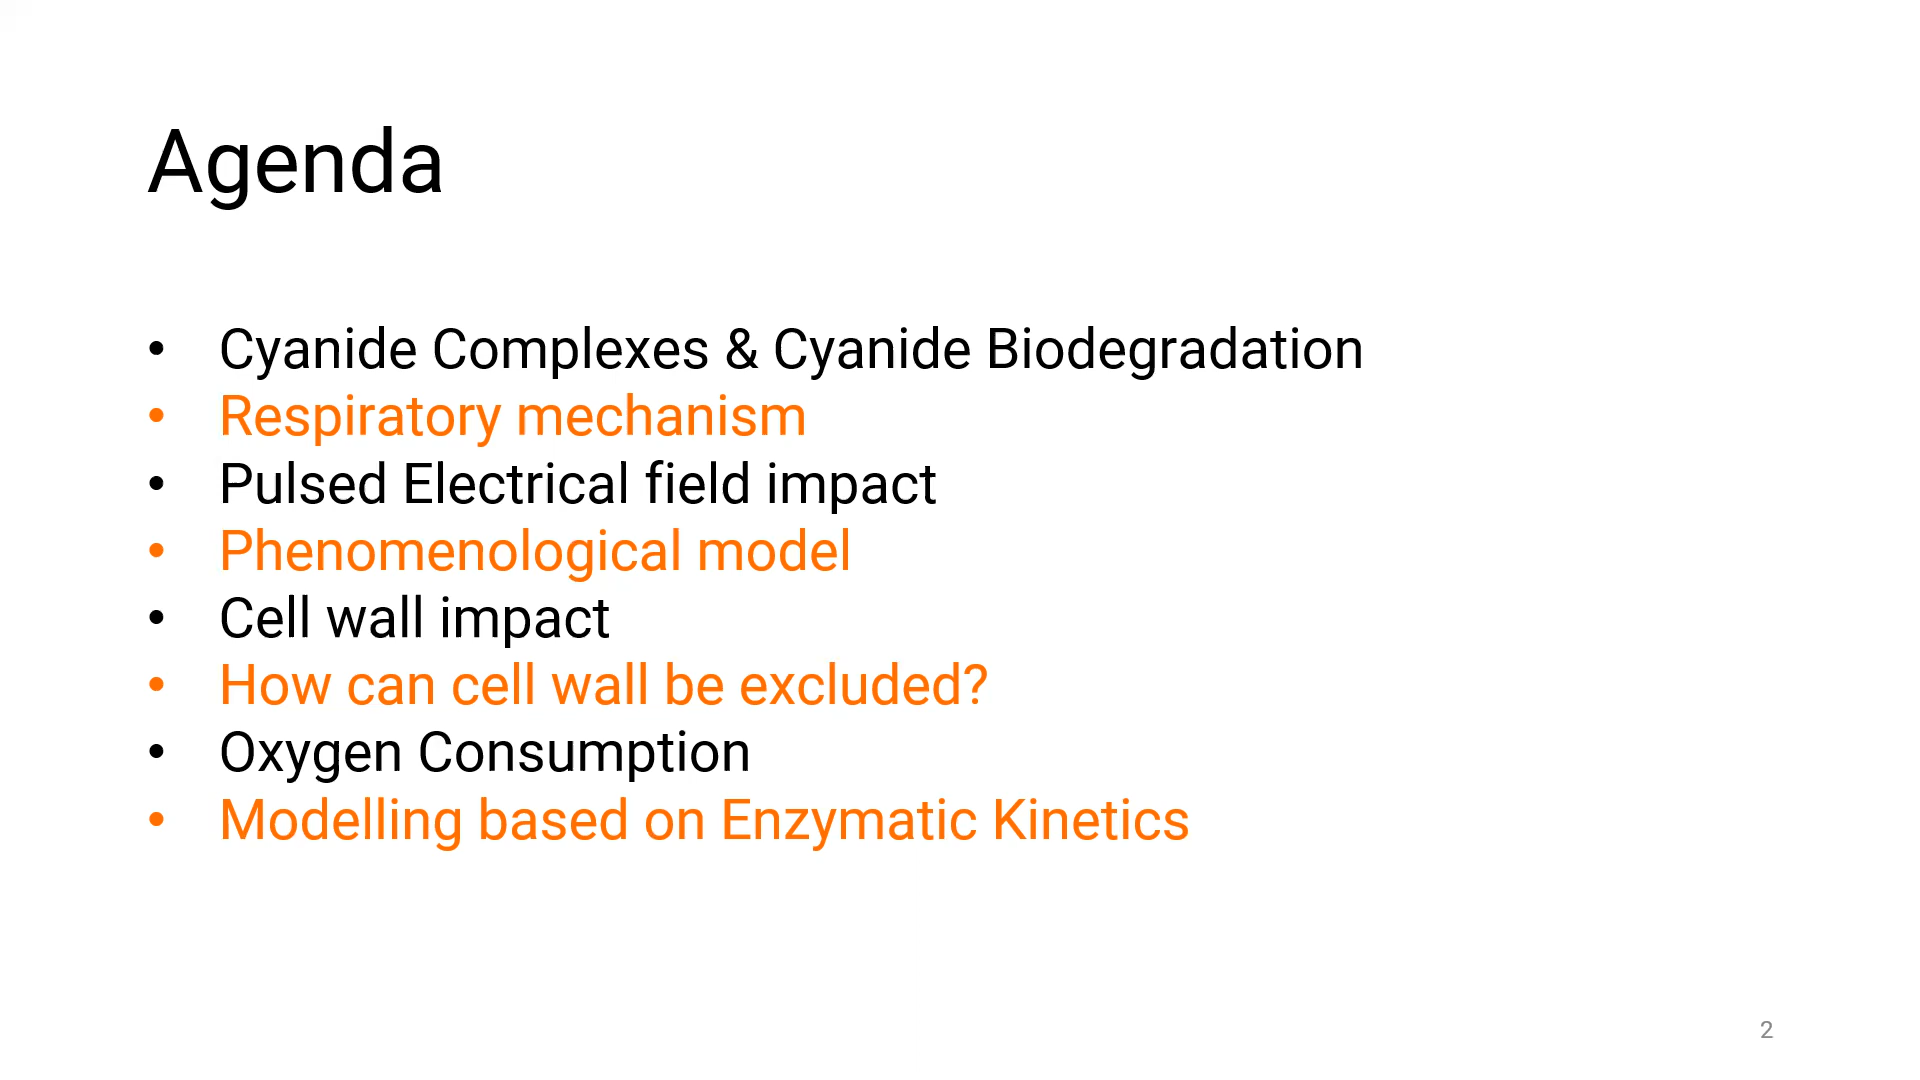 Agenda
• Cyanide Complexes & Cyanide Biodegradation
• Respiratory mechanism
• Pulsed Electrical field impact
• Phenomenological model
• Cell wall impact
• How can cell wall be excluded?
• Oxygen Consumption
• Modelling based on Enzymatic Kinetics
2